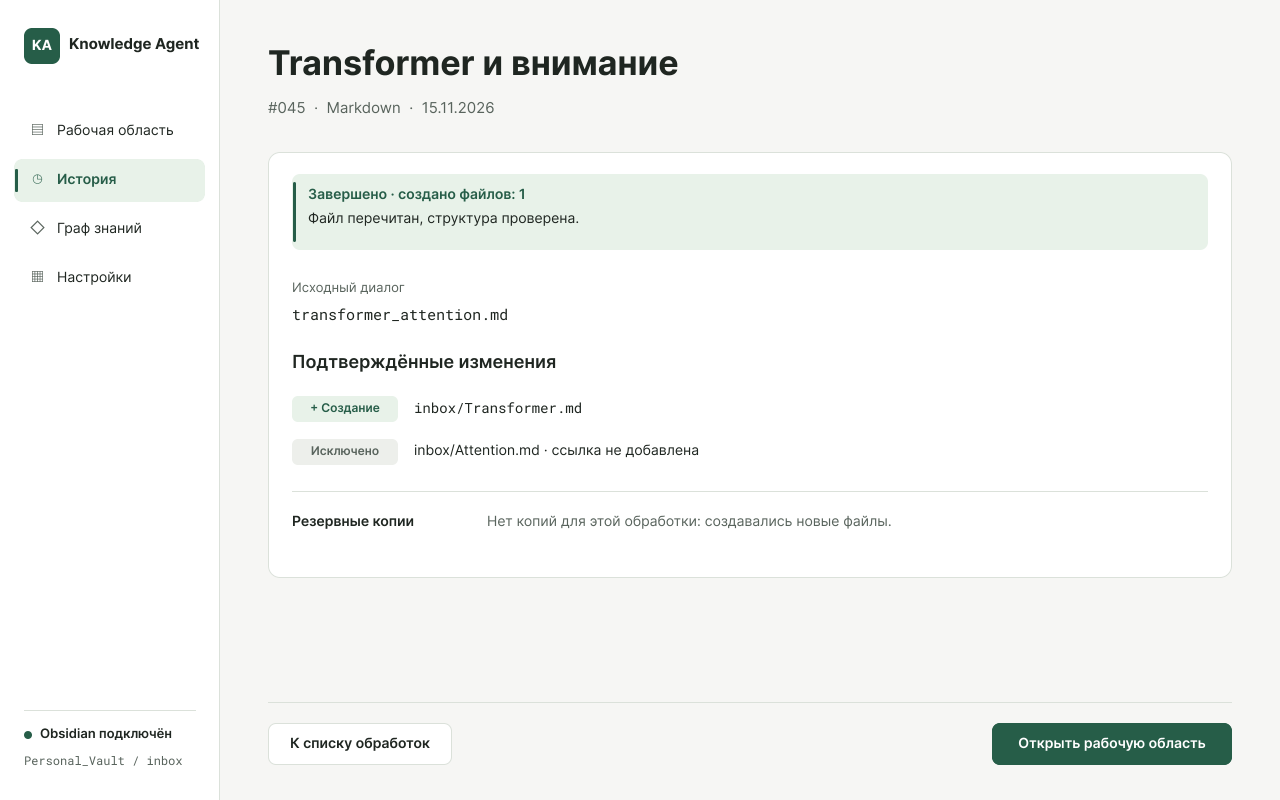 KA Knowledge Agent
Рабочая область
История
Граф знаний
Настройки
Obsidian подключён
Personal_Vault / inbox
Transformer и внимание
#045 · Markdown · 15.11.2026
Завершено · создано файлов: 1
Файл перечитан, структура проверена.
Исходный диалог
transformer_attention.md
Подтверждённые изменения
+ Создание inbox/Transformer.md
Исключено inbox/Attention.md · ссылка не добавлена
Резервные копии Нет копий для этой обработки: создавались новые файлы.
К списку обработок
Открыть рабочую область